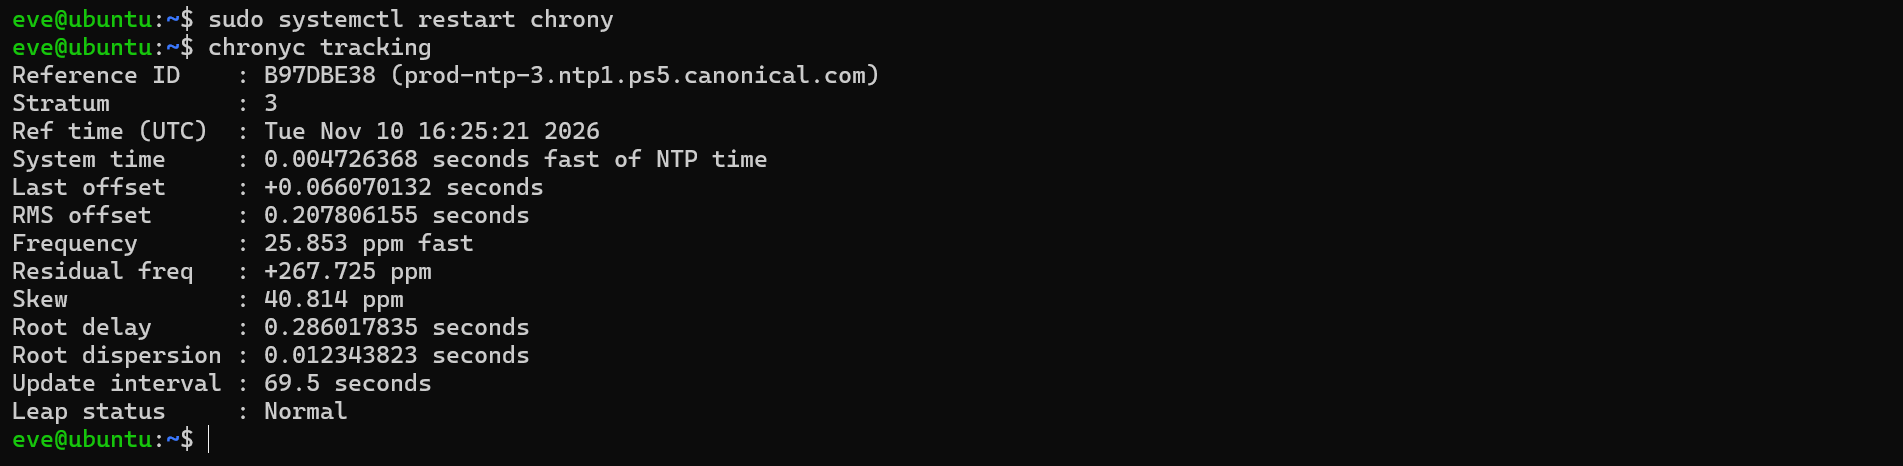 eve@ubuntu:~$ sudo systemctl restart chrony
eve@ubuntu:~$ chronyc tracking
Reference ID    : B97DBE38 (prod-ntp-3.ntp1.ps5.canonical.com)
Stratum         : 3
Ref time (UTC)  : Tue Nov 10 16:25:21 2026
System time     : 0.004726368 seconds fast of NTP time
Last offset     : +0.066070132 seconds
RMS offset      : 0.207806155 seconds
Frequency       : 25.853 ppm fast
Residual freq   : +267.725 ppm
Skew            : 40.814 ppm
Root delay      : 0.286017835 seconds
Root dispersion : 0.012343823 seconds
Update interval : 69.5 seconds
Leap status     : Normal
eve@ubuntu:~$